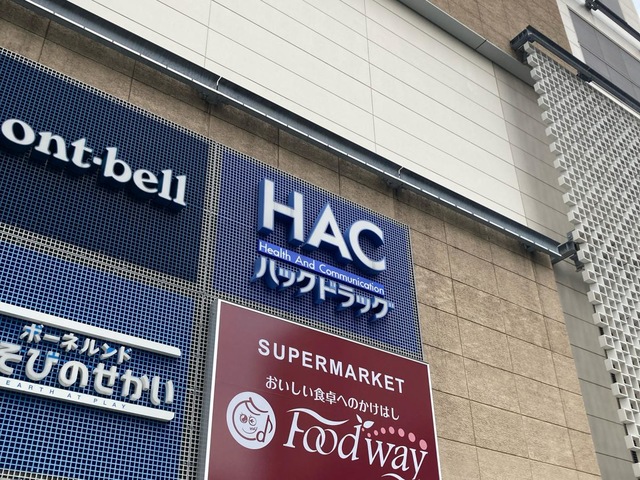 ont-bell
HAC
Health And Communication
ハックドラッグ
ボーネルンド
そびのせかい
EARTH AT PLAY
SUPERMARKET
おいしい食卓へのかけはし
Foodway